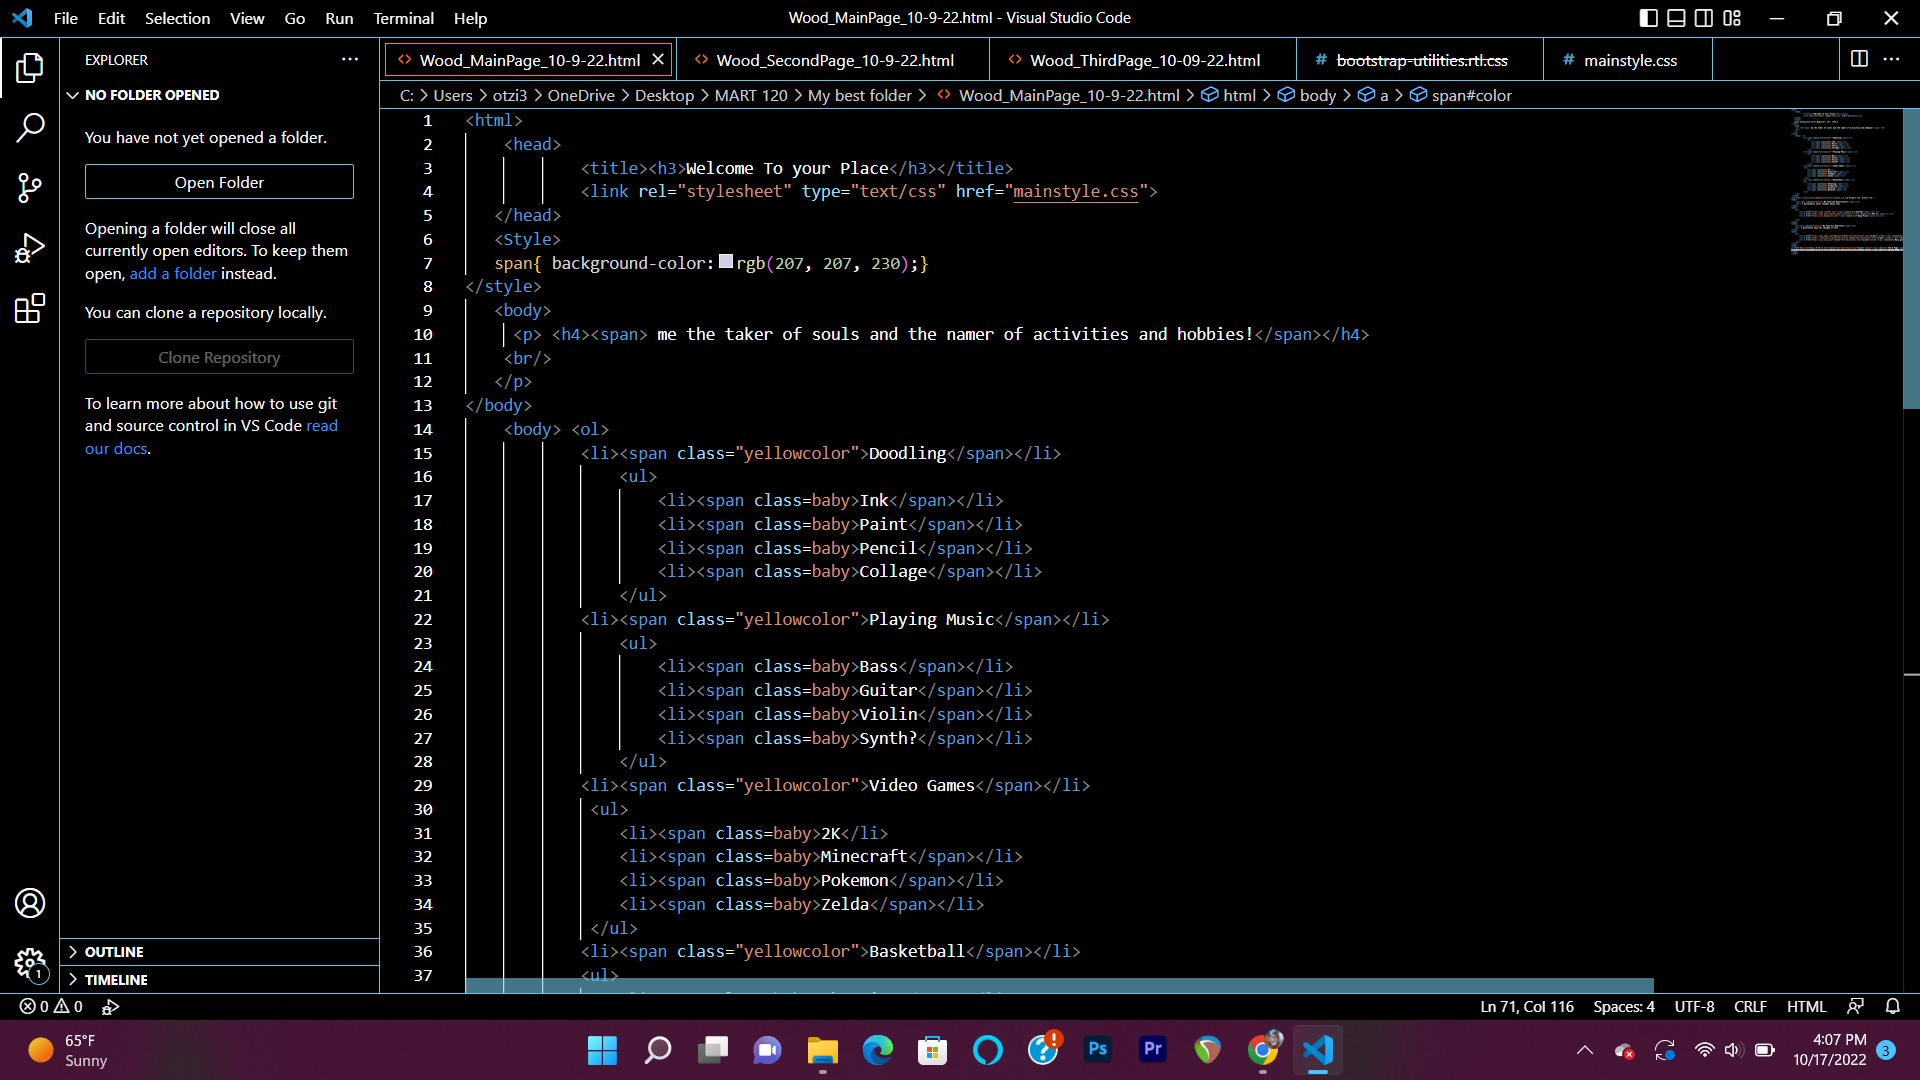 File Edit Selection View Go Run Terminal Help
Wood_MainPage_10-9-22.html - Visual Studio Code
EXPLORER
NO FOLDER OPENED
You have not yet opened a folder.
Open Folder
Opening a folder will close all
currently open editors. To keep them
open, add a folder instead.
You can clone a repository locally.
Clone Repository
To learn more about how to use git
and source control in VS Code read
our docs.
OUTLINE
TIMELINE
Wood_MainPage_10-9-22.html
Wood_SecondPage_10-9-22.html
Wood_ThirdPage_10-09-22.html
# bootstrap-utilities.rtl.css
# mainstyle.css
C: > Users > otzi3 > OneDrive > Desktop > MART 120 > My best folder > Wood_MainPage_10-9-22.html > html > body > a > span#color
1 <html>
2 <head>
3 <title><h3>Welcome To your Place</h3></title>
4 <link rel="stylesheet" type="text/css" href="mainstyle.css">
5 </head>
6 <Style>
7 span{ background-color: rgb(207, 207, 230);}
8 </style>
9 <body>
10 <p> <h4><span> me the taker of souls and the namer of activities and hobbies!</span></h4>
11 <br/>
12 </p>
13 </body>
14 <body> <ol>
15 <li><span class="yellowcolor">Doodling</span></li>
16 <ul>
17 <li><span class=baby>Ink</span></li>
18 <li><span class=baby>Paint</span></li>
19 <li><span class=baby>Pencil</span></li>
20 <li><span class=baby>Collage</span></li>
21 </ul>
22 <li><span class="yellowcolor">Playing Music</span></li>
23 <ul>
24 <li><span class=baby>Bass</span></li>
25 <li><span class=baby>Guitar</span></li>
26 <li><span class=baby>Violin</span></li>
27 <li><span class=baby>Synth?</span></li>
28 </ul>
29 <li><span class="yellowcolor">Video Games</span></li>
30 <ul>
31 <li><span class=baby>2K</li>
32 <li><span class=baby>Minecraft</span></li>
33 <li><span class=baby>Pokemon</span></li>
34 <li><span class=baby>Zelda</span></li>
35 </ul>
36 <li><span class="yellowcolor">Basketball</span></li>
37 <ul>
1
0 0
Ln 71, Col 116 Spaces: 4 UTF-8 CRLF HTML
65°F
Sunny
Ps
Pr
4:07 PM
10/17/2022
3